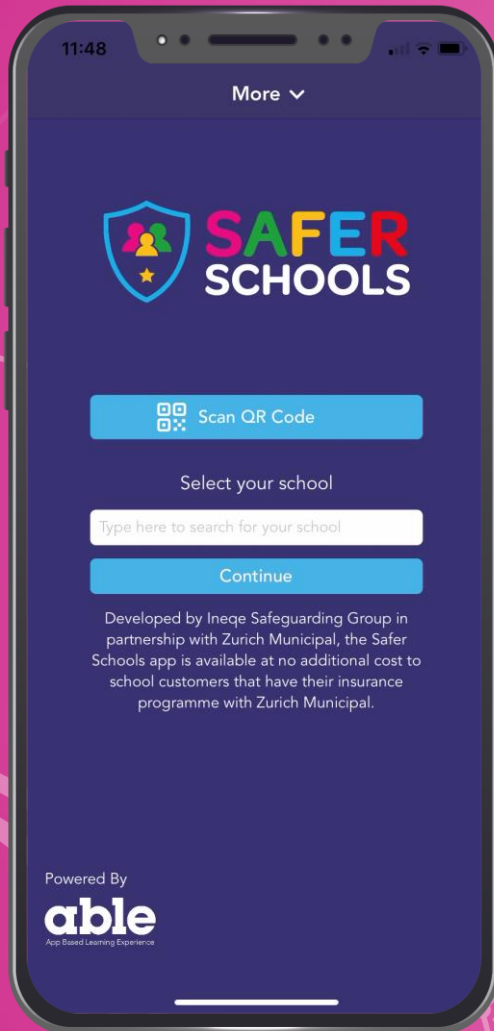 11:48
More
SAFER
SCHOOLS
Scan QR Code
Select your school
Type here to search for your school
Continue
Developed by Ineqe Safeguarding Group in
partnership with Zurich Municipal, the Safer
Schools app is available at no additional cost to
school customers that have their insurance
programme with Zurich Municipal.
Powered By
able
App Based Learning Experience